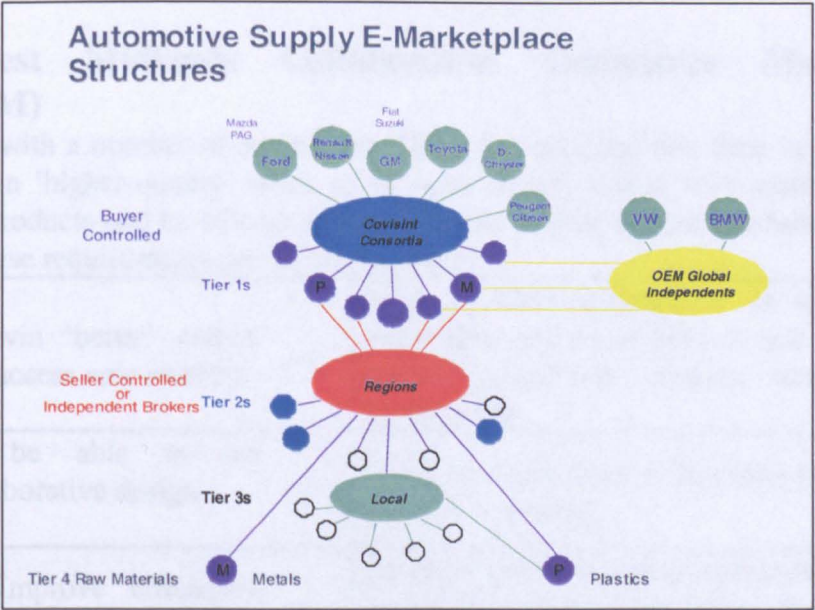 Automotive Supply E-Marketplace
Structures
Mazda
PAG
Fiat
Suzuki
Ford
Renault
Nissan
GM
Toyota
D-
Chrysler
Buyer
Controlled
Covisint
Consortia
Peugeot
Citroen
VW
BMW
Tier 1s
P
M
OEM Global
Independents
Seller Controlled
or
Independent Brokers
Tier 2s
Regions
Tier 3s
Local
Tier 4 Raw Materials
M
Metals
P
Plastics